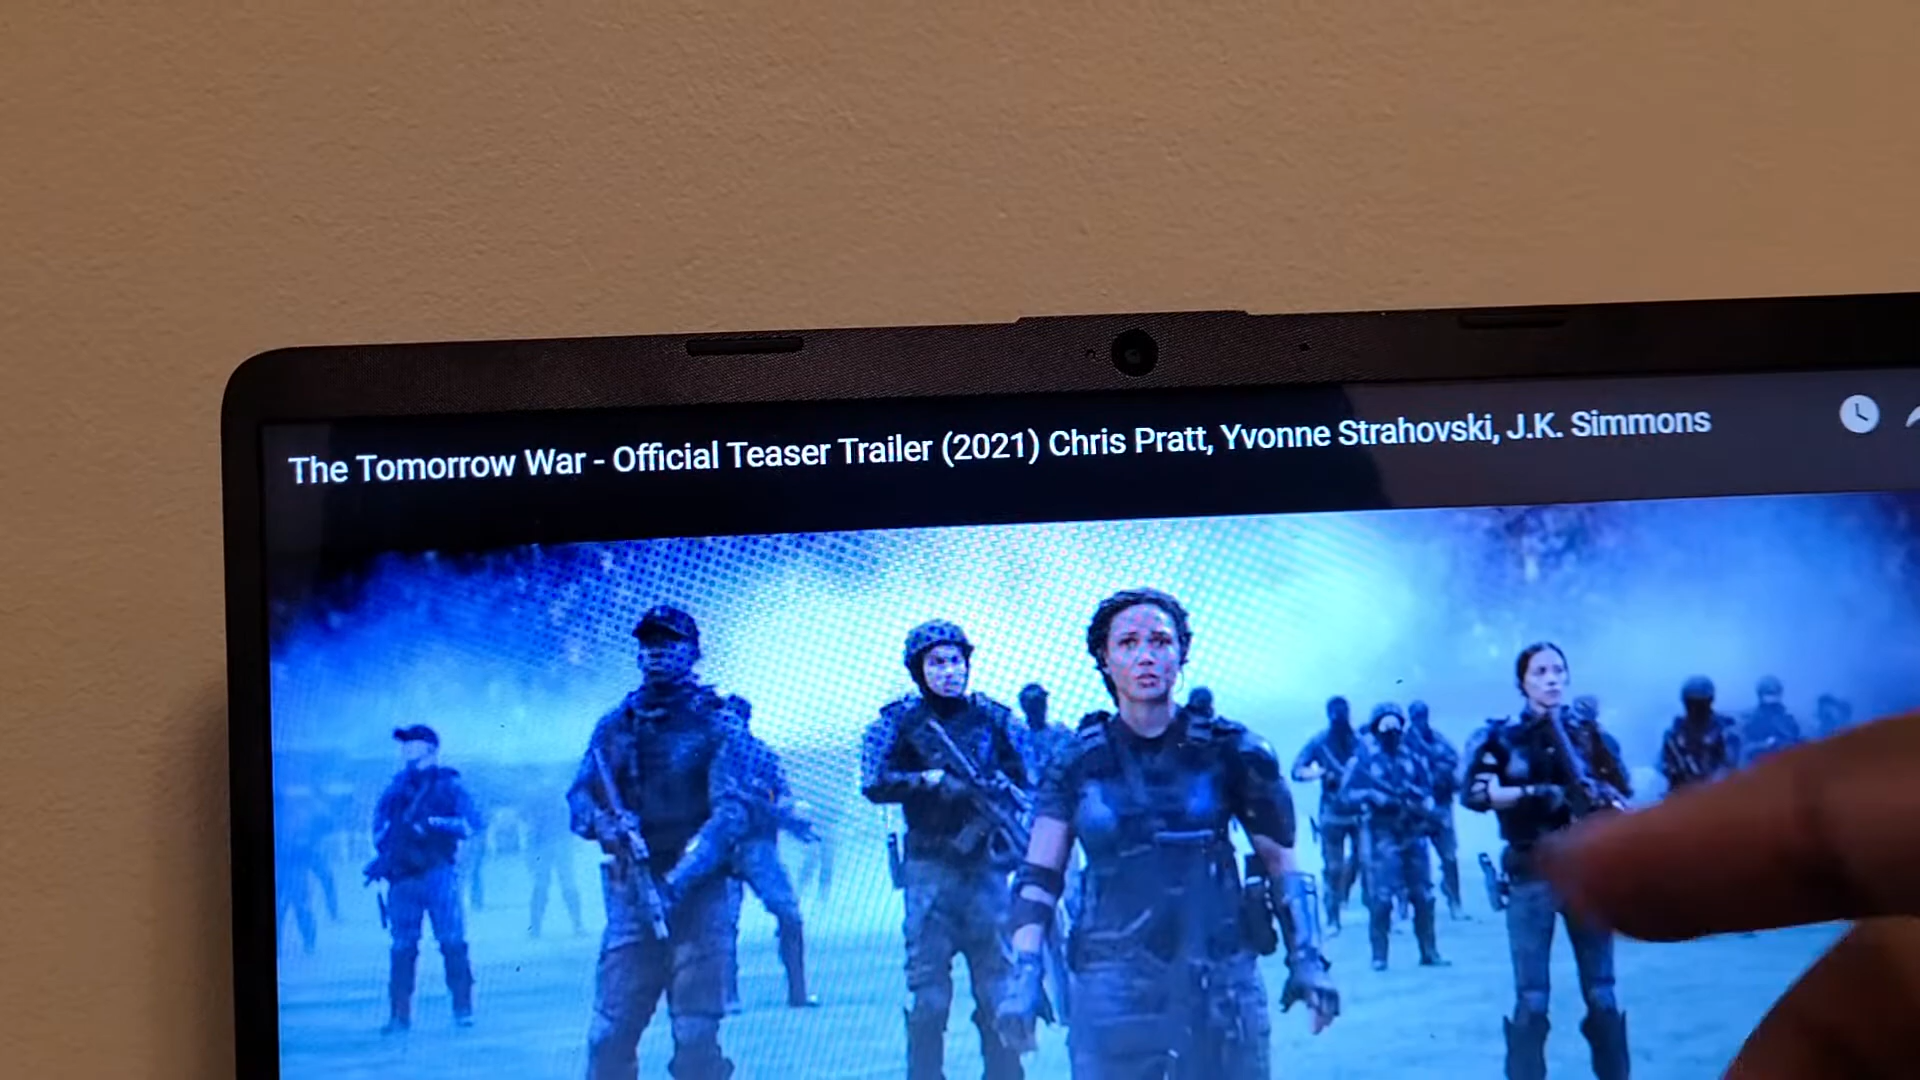 The Tomorrow War - Official Teaser Trailer (2021) Chris Pratt, Yvonne Strahovski, J.K. Simmons